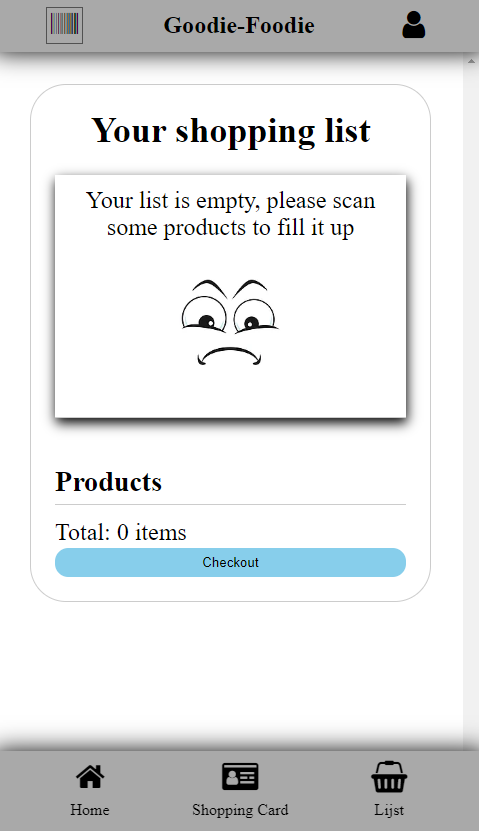 Goodie-Foodie
Your shopping list
Your list is empty, please scan
some products to fill it up
Products
Total: 0 items
Checkout
Home
Shopping Card
Lijst